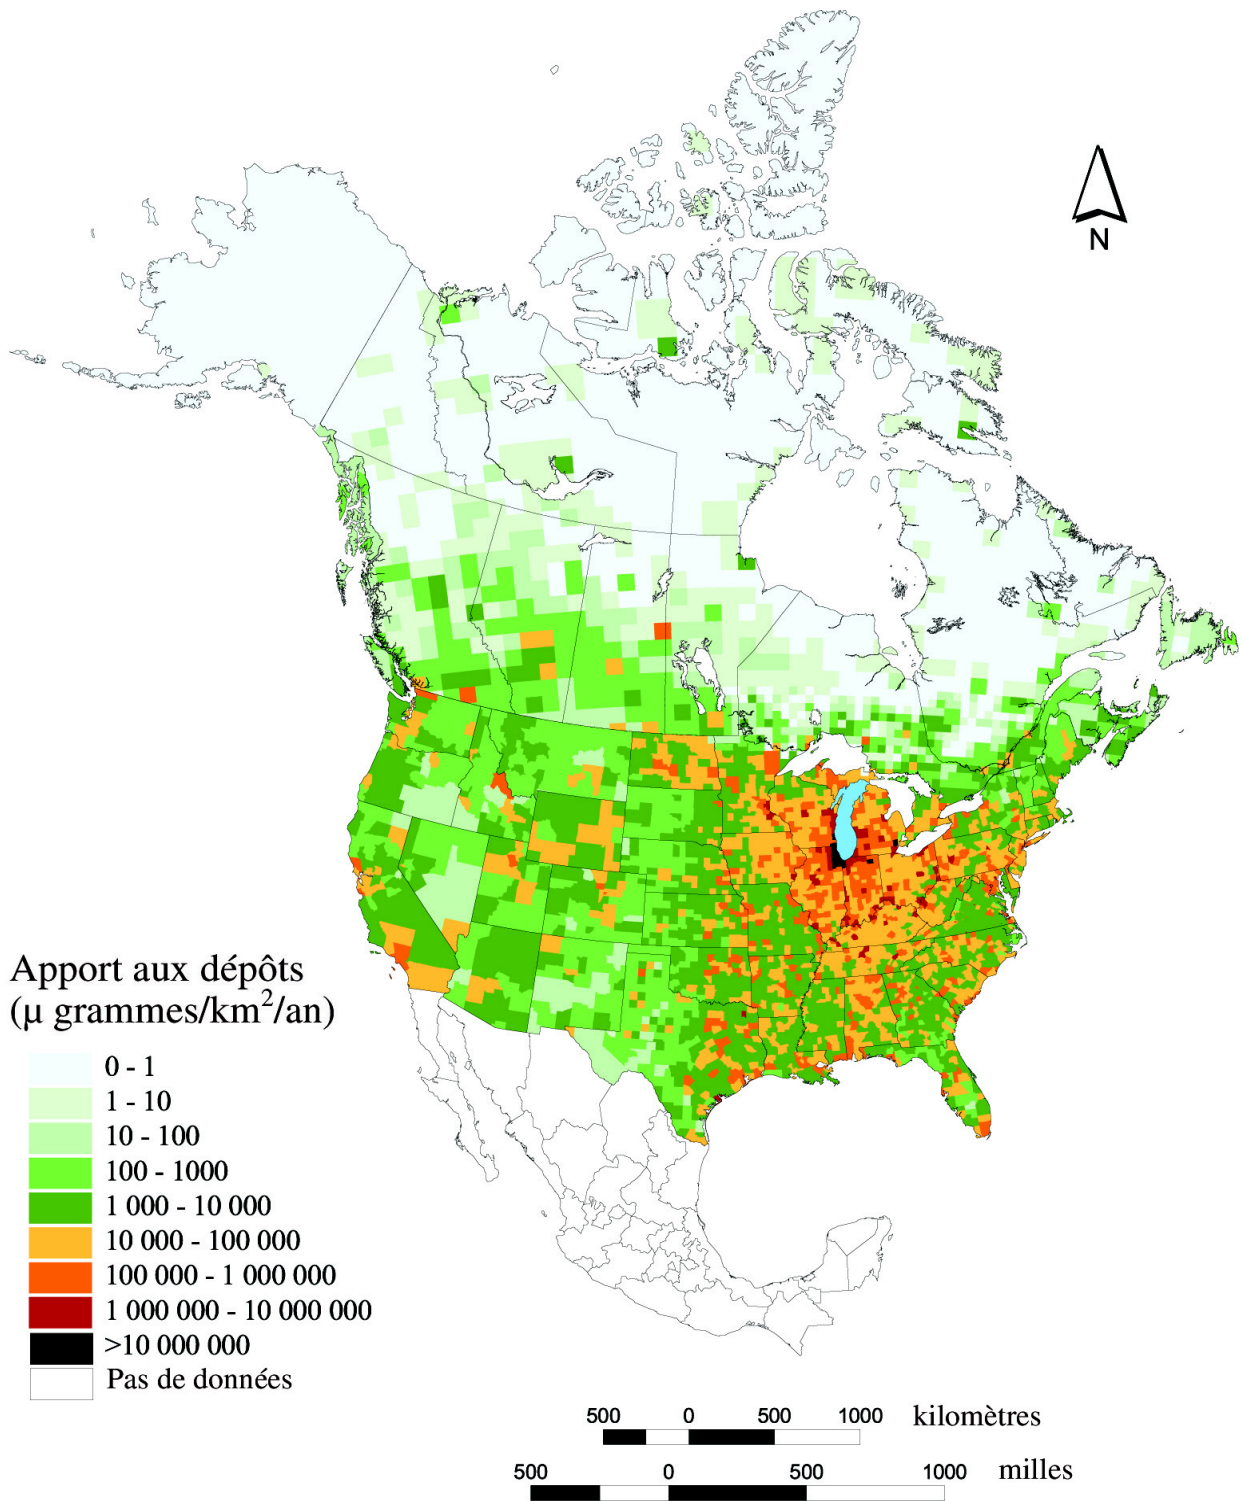 N
Apport aux dépôts
(μ grammes/km²/an)
0 - 1
1 - 10
10 - 100
100 - 1000
1 000 - 10 000
10 000 - 100 000
100 000 - 1 000 000
1 000 000 - 10 000 000
>10 000 000
Pas de données
500 0 500 1000 kilomètres
500 0 500 1000 milles